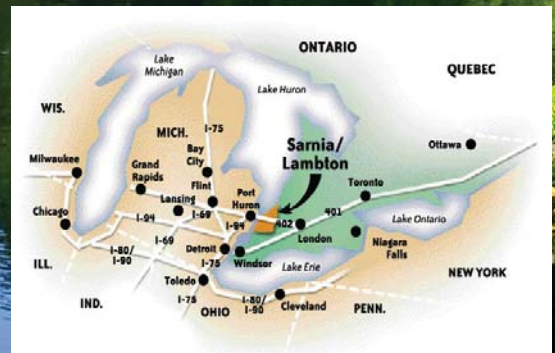 ONTARIO
QUEBEC
Lake
Michigan
Lake Huron
WIS.
MICH.
I-75
Bay
City
Sarnia/
Lambton
Ottawa
Milwaukee
Grand
Rapids
Flint
Port
Huron
Toronto
Lansing
I-69
I-94
I-94
402
401
Lake Ontario
Chicago
London
I-69
Detroit
Windsor
Niagara
Falls
I-80/
I-90
I-75
Lake Erie
ILL.
Toledo
NEW YORK
IND.
I-75
OHIO
I-80/
I-90
Cleveland
PENN.